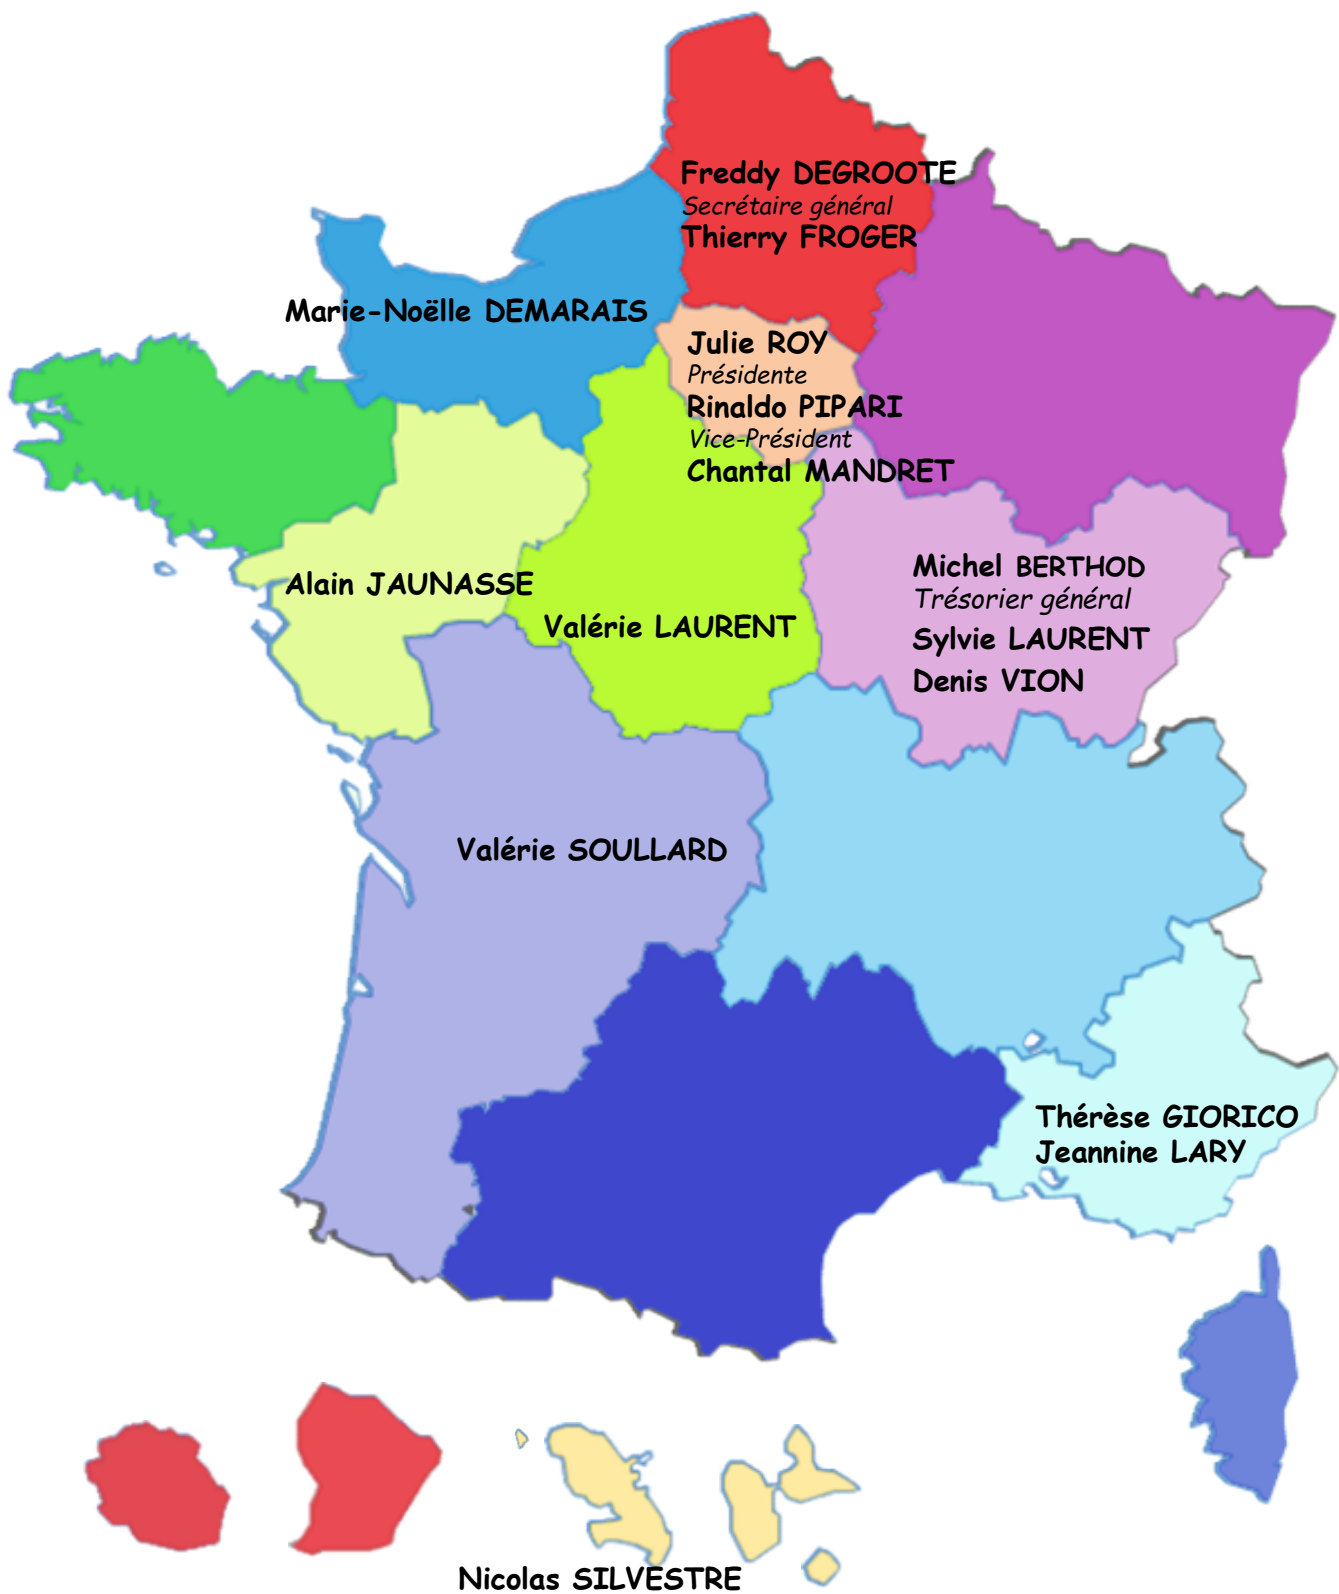 Freddy DEGROOTE
Secrétaire général
Thierry FROGER
Marie-Noëlle DEMARAIS
Julie ROY
Présidente
Rinaldo PIPARI
Vice-Président
Chantal MANDRET
Michel BERTHOD
Trésorier général
Sylvie LAURENT
Denis VION
Alain JAUNASSE
Valérie LAURENT
Valérie SOULLARD
Thérèse GIORICO
Jeannine LARY
Nicolas SILVESTRE